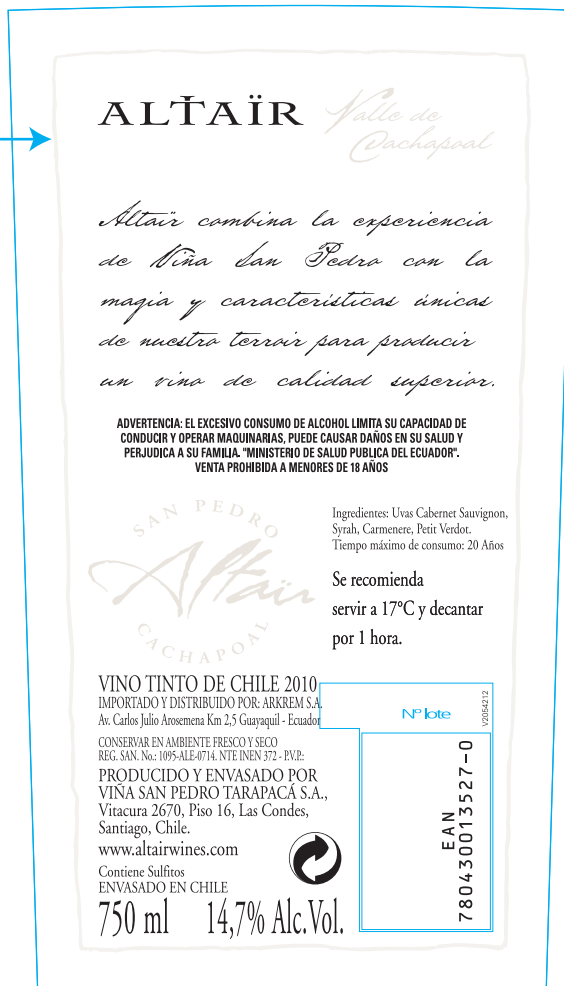 ALTAÏR
Valle de
Cachapoal
Altaïr combina la experiencia
de Viña San Pedro con la
magia y características únicas
de nuestro terroir para producir
un vino de calidad superior.
ADVERTENCIA: EL EXCESIVO CONSUMO DE ALCOHOL LIMITA SU CAPACIDAD DE
CONDUCIR Y OPERAR MAQUINARIAS, PUEDE CAUSAR DAÑOS EN SU SALUD Y
PERJUDICA A SU FAMILIA. "MINISTERIO DE SALUD PUBLICA DEL ECUADOR".
VENTA PROHIBIDA A MENORES DE 18 AÑOS
SAN PEDRO
Altaïr
CACHAPOAL
Ingredientes: Uvas Cabernet Sauvignon,
Syrah, Carmenere, Petit Verdot.
Tiempo máximo de consumo: 20 Años
Se recomienda
servir a 17°C y decantar
por 1 hora.
VINO TINTO DE CHILE 2010
IMPORTADO Y DISTRIBUIDO POR: ARKREM S.A.
Av. Carlos Julio Arosemena Km 2,5 Guayaquil - Ecuador
CONSERVAR EN AMBIENTE FRESCO Y SECO
REG. SAN. No.: 1095-ALE-0714. NTE INEN 372 - P.V.P.:
PRODUCIDO Y ENVASADO POR
VIÑA SAN PEDRO TARAPACÁ S.A.,
Vitacura 2670, Piso 16, Las Condes,
Santiago, Chile.
www.altairwines.com
Contiene Sulfitos
ENVASADO EN CHILE
750 ml 14,7% Alc.Vol.
Nº lote
V2054212
EAN
780430013527-0